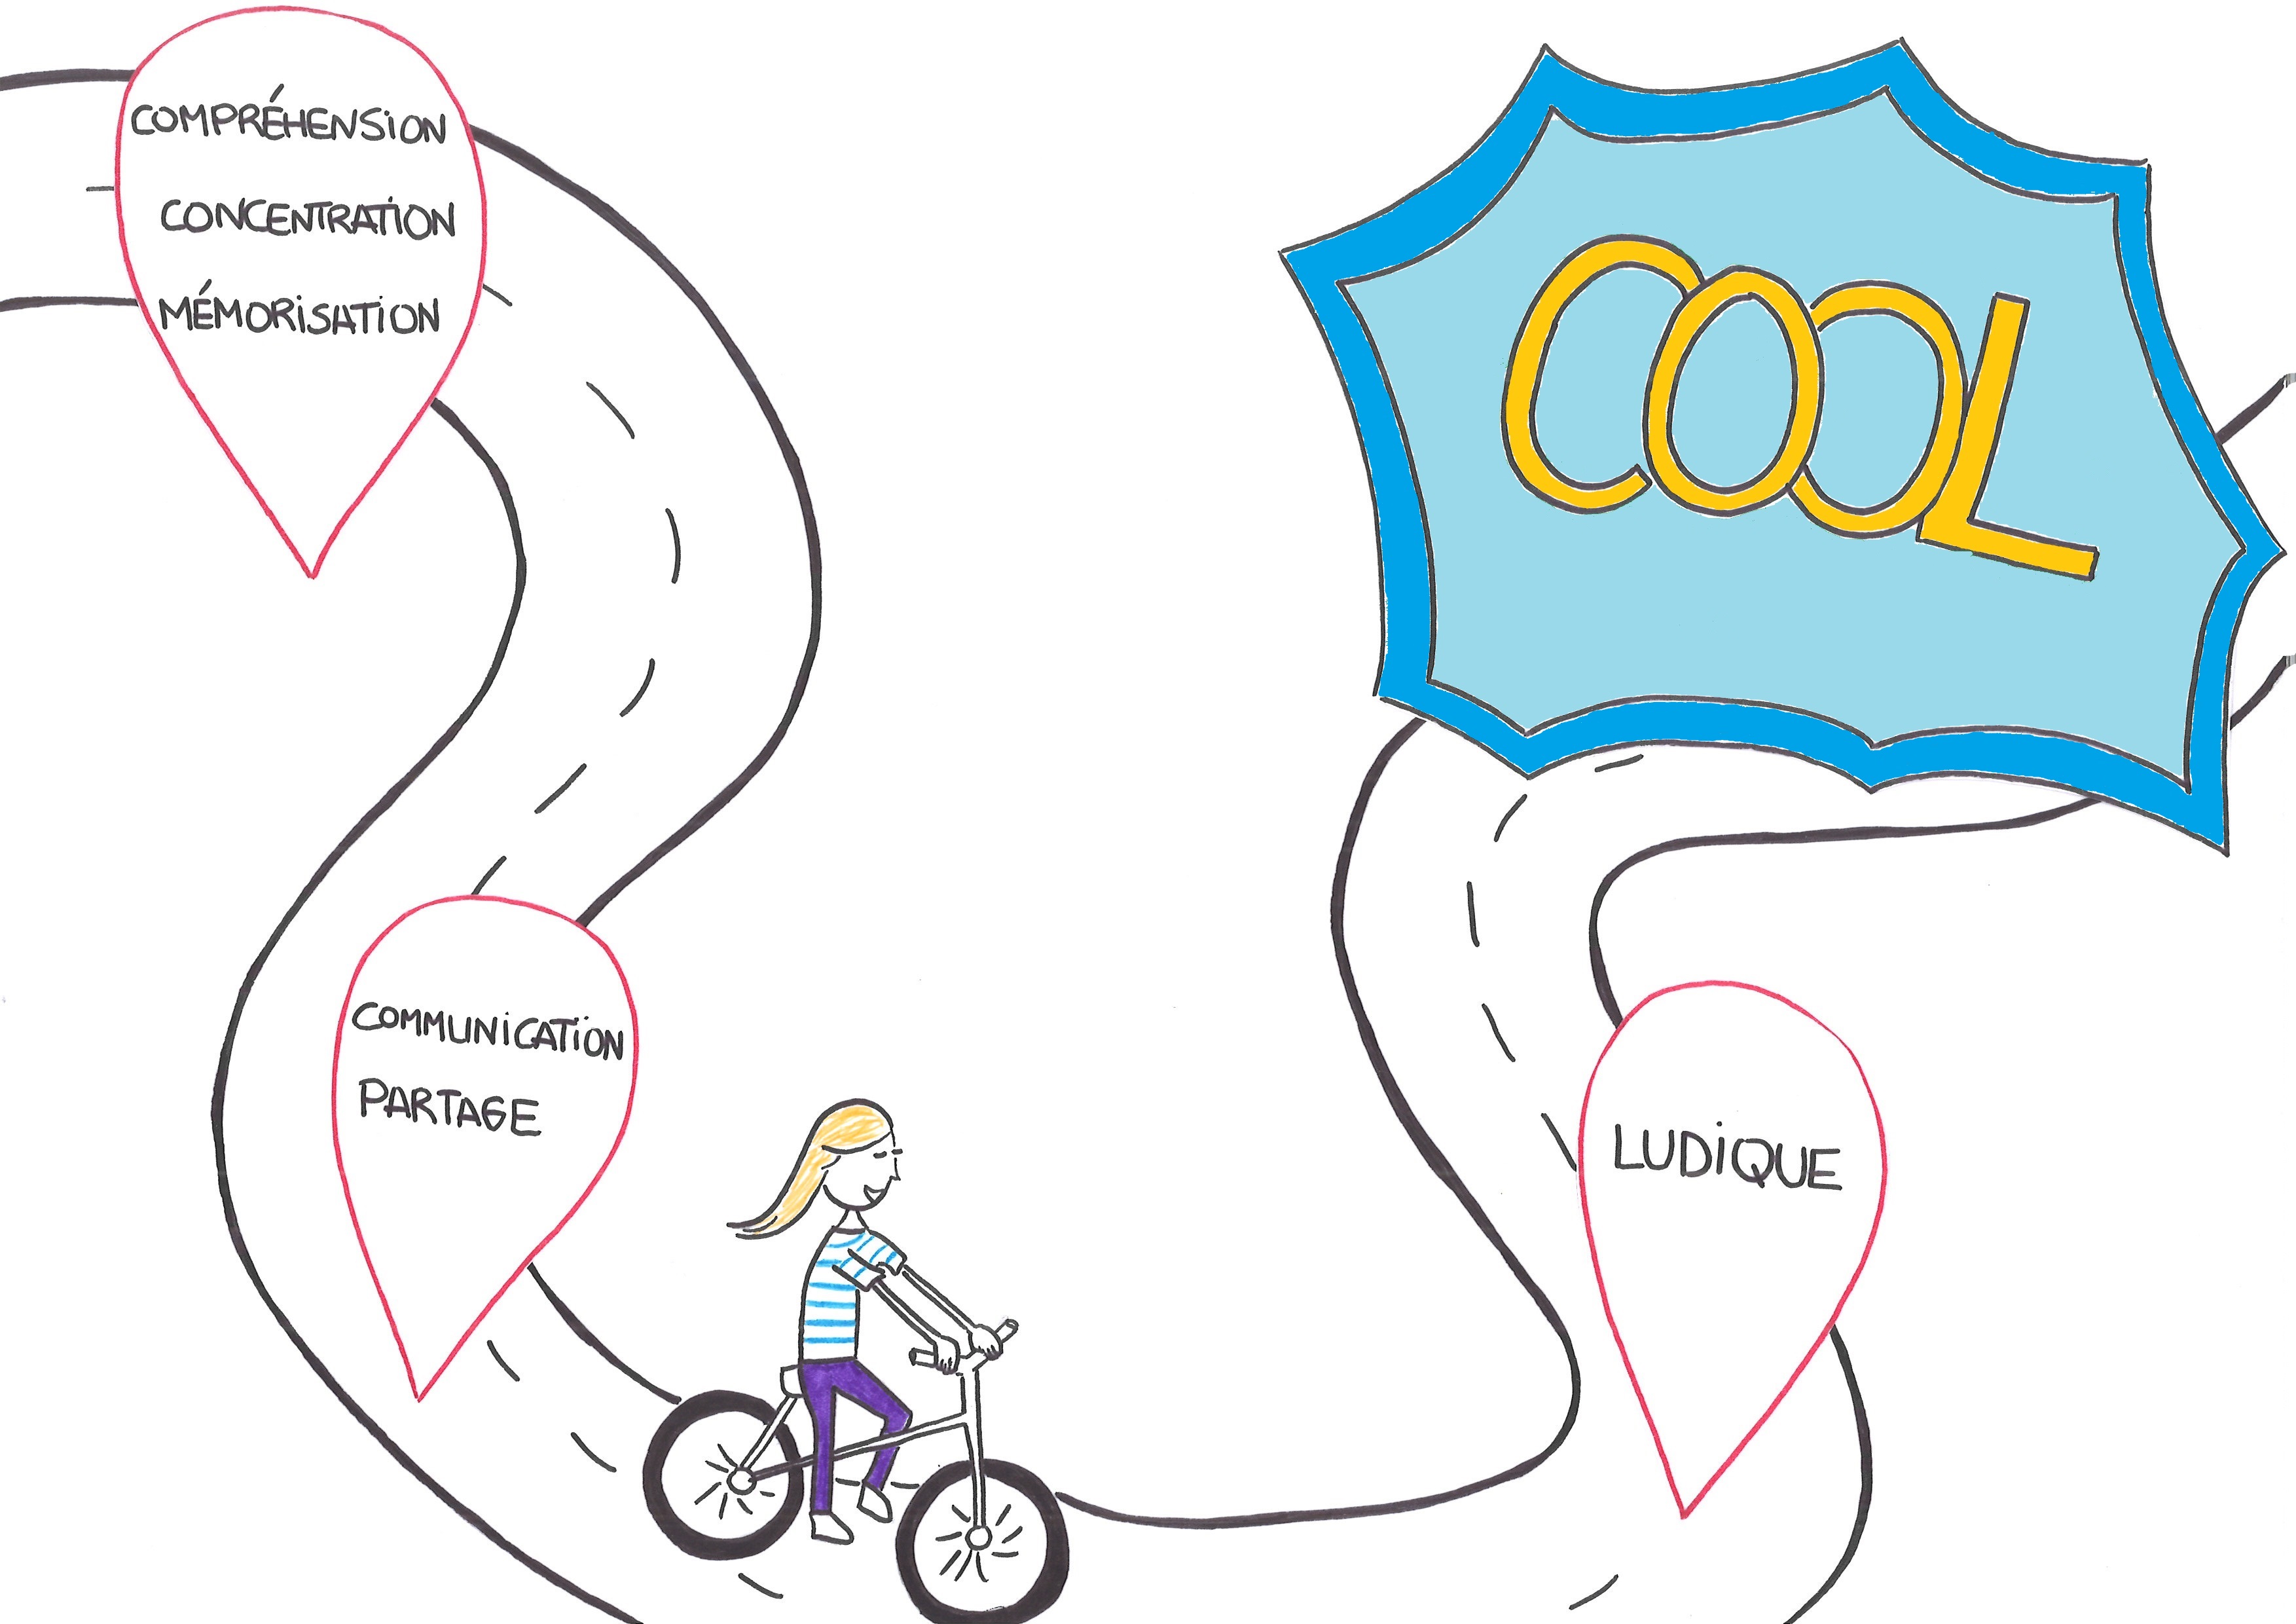 COMPRÉHENSION
CONCENTRATION
MÉMORISATION
COMMUNICATION
PARTAGE
LUDIQUE
COOL